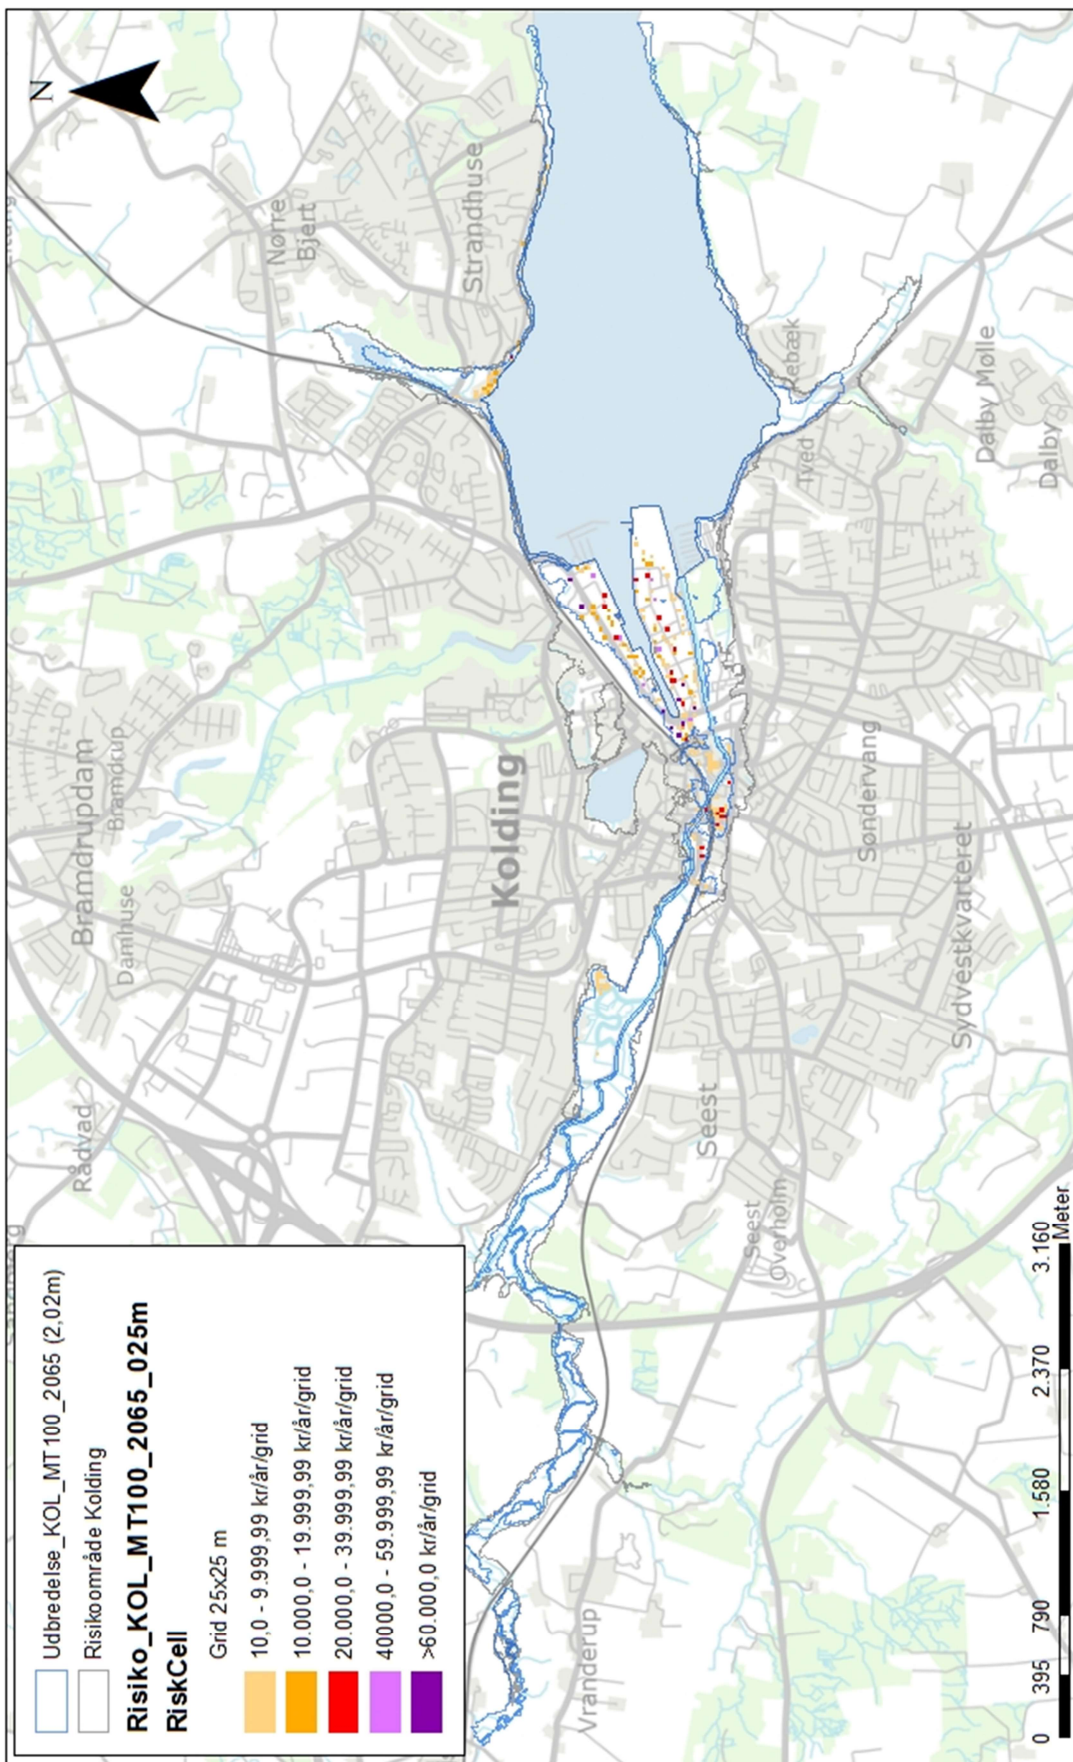 N
Udbredelse_KOL_MT100_2065 (2,02m)
Risikoområde Kolding
Risiko_KOL_MT100_2065_025m
RiskCell
Grid 25x25 m
10,0 - 9.999,99 kr/år/grid
10.000,0 - 19.999,99 kr/år/grid
20.000,0 - 39.999,99 kr/år/grid
40000,0 - 59.999,99 kr/år/grid
>60.000,0 kr/år/grid
Rådvad
Bramdrupdam
Bramdrup
Damhuse
Nørre
Bjert
Strandhuse
Kolding
Vranderup
Seest
Seest
Overholm
Sydvestkvarteret
Søndervang
Tved
Rebæk
Dalby Mølle
Dalby
0 395 790 1.580 2.370 3.160
Meter